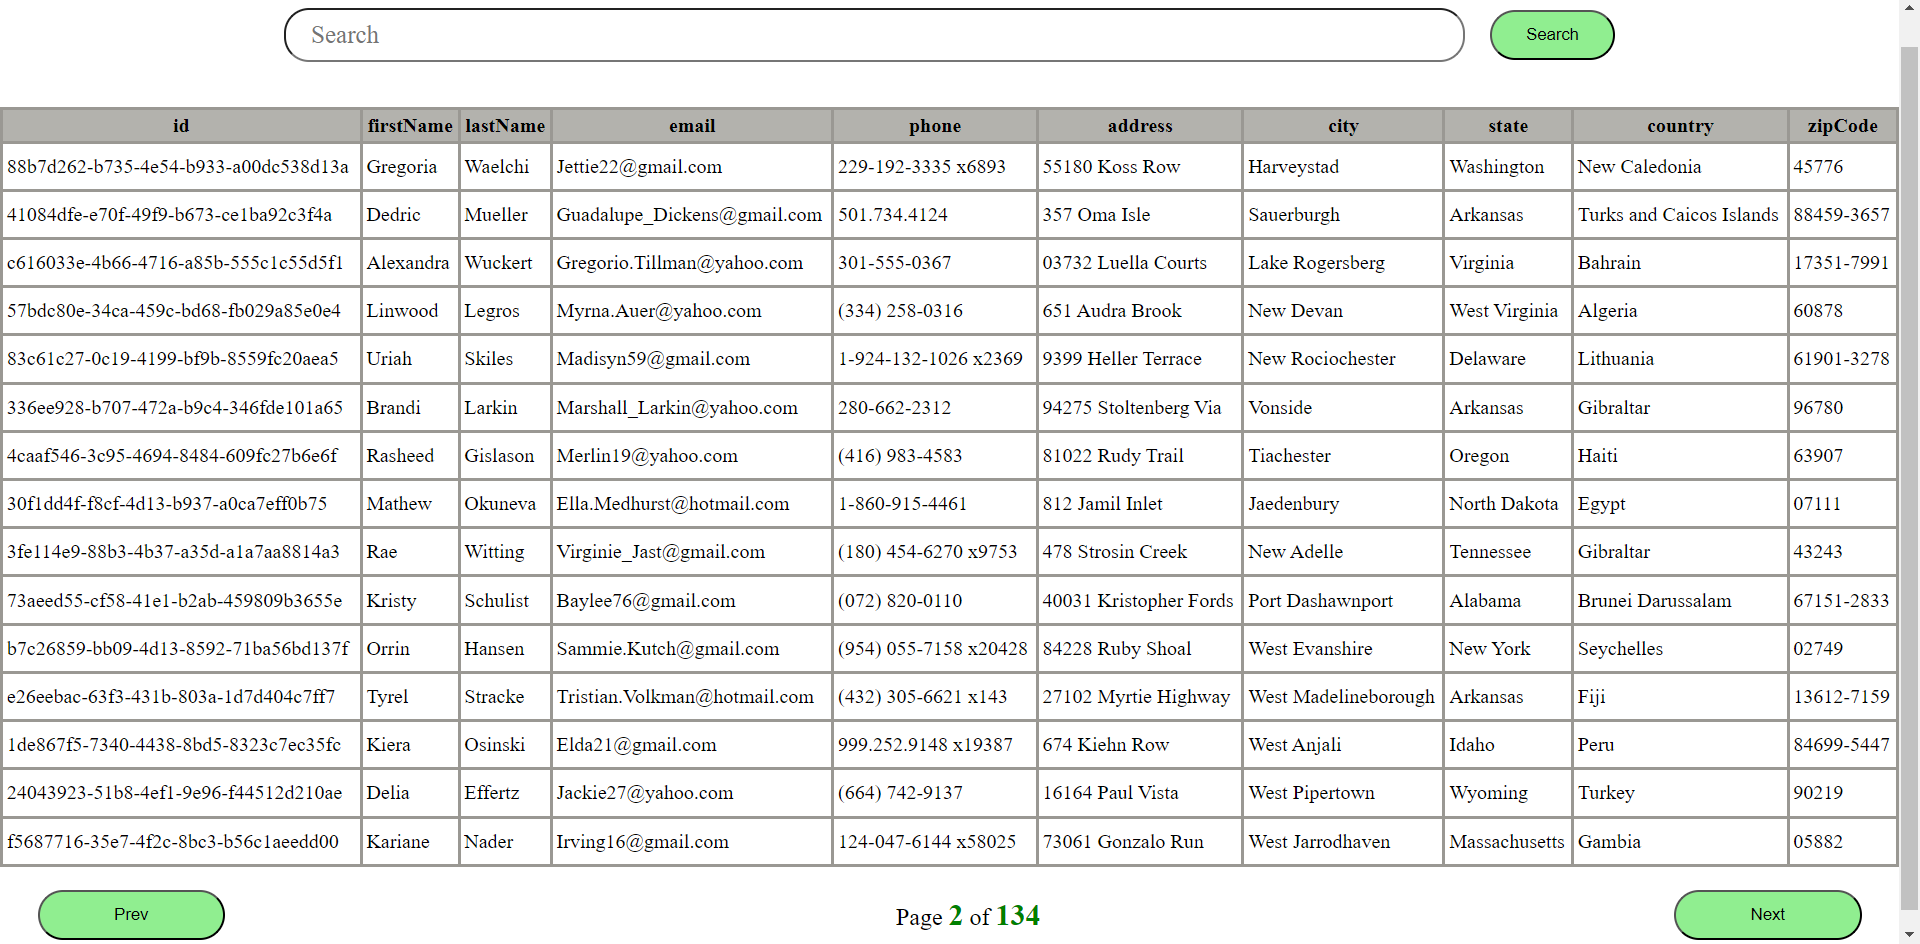 Search Search
id firstName lastName email phone address city state country zipCode
88b7d262-b735-4e54-b933-a00dc538d13a Gregoria Waelchi Jettie22@gmail.com 229-192-3335 x6893 55180 Koss Row Harveystad Washington New Caledonia 45776
41084dfe-e70f-49f9-b673-ce1ba92c3f4a Dedric Mueller Guadalupe_Dickens@gmail.com 501.734.4124 357 Oma Isle Sauerburgh Arkansas Turks and Caicos Islands 88459-3657
c616033e-4b66-4716-a85b-555c1c55d5f1 Alexandra Wuckert Gregorio.Tillman@yahoo.com 301-555-0367 03732 Luella Courts Lake Rogersberg Virginia Bahrain 17351-7991
57bdc80e-34ca-459c-bd68-fb029a85e0e4 Linwood Legros Myrna.Auer@yahoo.com (334) 258-0316 651 Audra Brook New Devan West Virginia Algeria 60878
83c61c27-0c19-4199-bf9b-8559fc20aea5 Uriah Skiles Madisyn59@gmail.com 1-924-132-1026 x2369 9399 Heller Terrace New Rociochester Delaware Lithuania 61901-3278
336ee928-b707-472a-b9c4-346fde101a65 Brandi Larkin Marshall_Larkin@yahoo.com 280-662-2312 94275 Stoltenberg Via Vonside Arkansas Gibraltar 96780
4caaf546-3c95-4694-8484-609fc27b6e6f Rasheed Gislason Merlin19@yahoo.com (416) 983-4583 81022 Rudy Trail Tiachester Oregon Haiti 63907
30f1dd4f-f8cf-4d13-b937-a0ca7eff0b75 Mathew Okuneva Ella.Medhurst@hotmail.com 1-860-915-4461 812 Jamil Inlet Jaedenbury North Dakota Egypt 07111
3fe114e9-88b3-4b37-a35d-a1a7aa8814a3 Rae Witting Virginie_Jast@gmail.com (180) 454-6270 x9753 478 Strosin Creek New Adelle Tennessee Gibraltar 43243
73aeed55-cf58-41e1-b2ab-459809b3655e Kristy Schulist Baylee76@gmail.com (072) 820-0110 40031 Kristopher Fords Port Dashawnport Alabama Brunei Darussalam 67151-2833
b7c26859-bb09-4d13-8592-71ba56bd137f Orrin Hansen Sammie.Kutch@gmail.com (954) 055-7158 x20428 84228 Ruby Shoal West Evanshire New York Seychelles 02749
e26eebac-63f3-431b-803a-1d7d404c7ff7 Tyrel Stracke Tristian.Volkman@hotmail.com (432) 305-6621 x143 27102 Myrtie Highway West Madelineborough Arkansas Fiji 13612-7159
1de867f5-7340-4438-8bd5-8323c7ec35fc Kiera Osinski Elda21@gmail.com 999.252.9148 x19387 674 Kiehn Row West Anjali Idaho Peru 84699-5447
24043923-51b8-4ef1-9e96-f44512d210ae Delia Effertz Jackie27@yahoo.com (664) 742-9137 16164 Paul Vista West Pipertown Wyoming Turkey 90219
f5687716-35e7-4f2c-8bc3-b56c1aeedd00 Kariane Nader Irving16@gmail.com 124-047-6144 x58025 73061 Gonzalo Run West Jarrodhaven Massachusetts Gambia 05882
Prev Page 2 of 134 Next